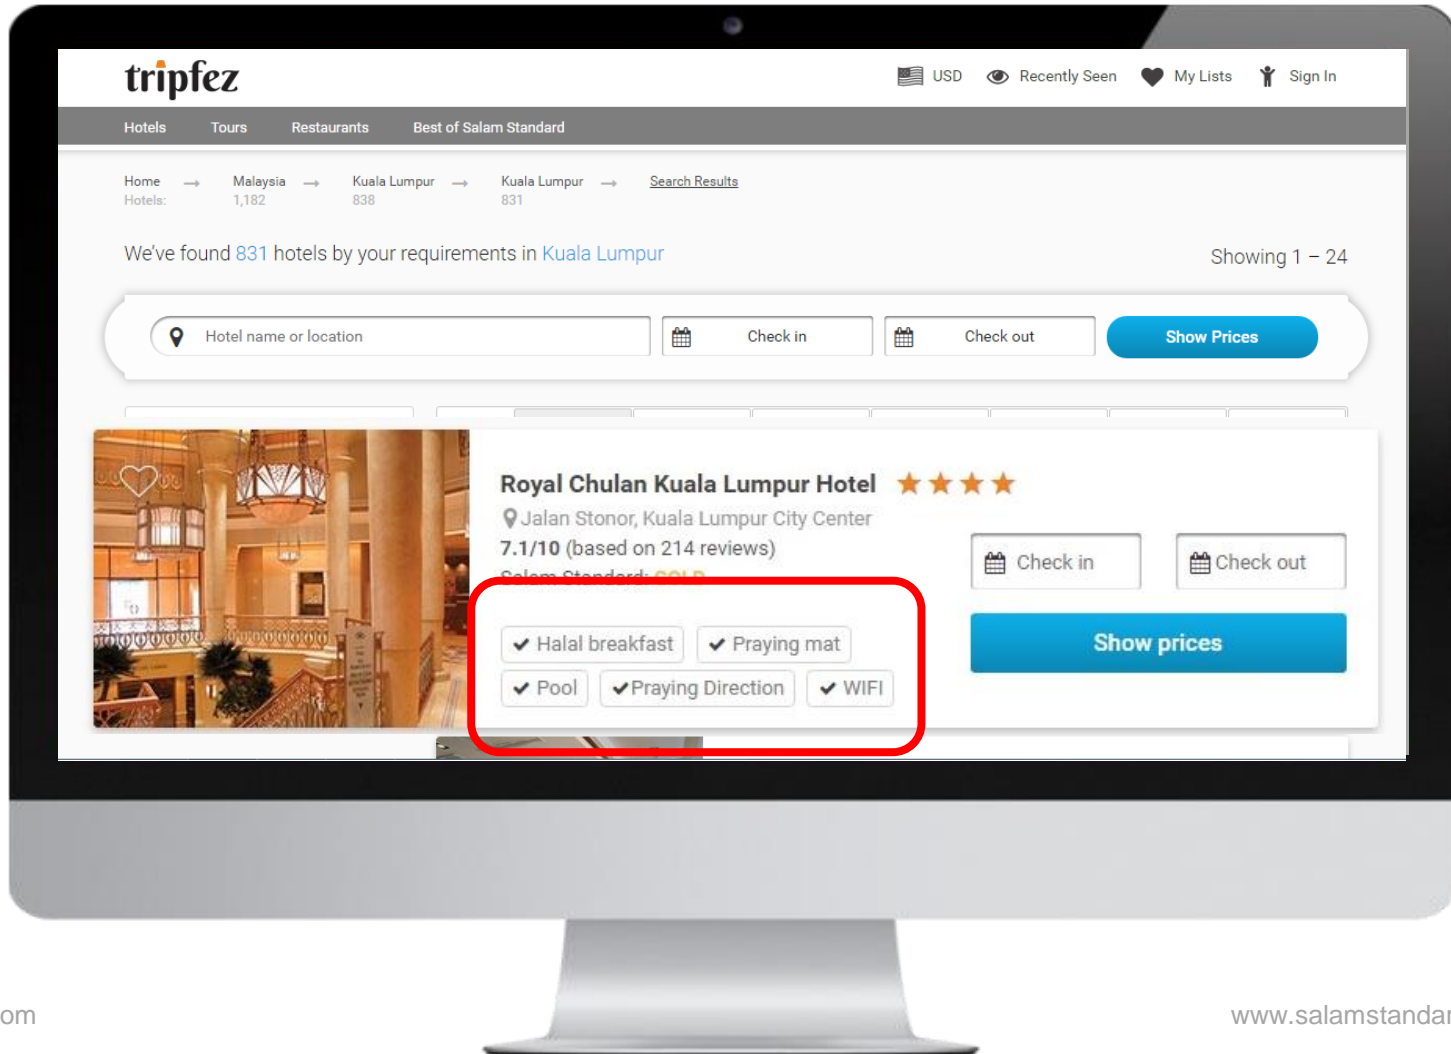 tripfez
USD Recently Seen My Lists Sign In
Hotels Tours Restaurants Best of Salam Standard
Home → Malaysia → Kuala Lumpur → Kuala Lumpur → Search Results
Hotels: 1,182 838 831
We've found 831 hotels by your requirements in Kuala Lumpur
Showing 1 – 24
Hotel name or location Check in Check out Show Prices
Royal Chulan Kuala Lumpur Hotel
Jalan Stonor, Kuala Lumpur City Center
7.1/10 (based on 214 reviews)
Salam Standard: GOLD
Check in Check out
✔ Halal breakfast ✔ Praying mat
Show prices
✔ Pool ✔Praying Direction ✔ WIFI
om
www.salamstandar